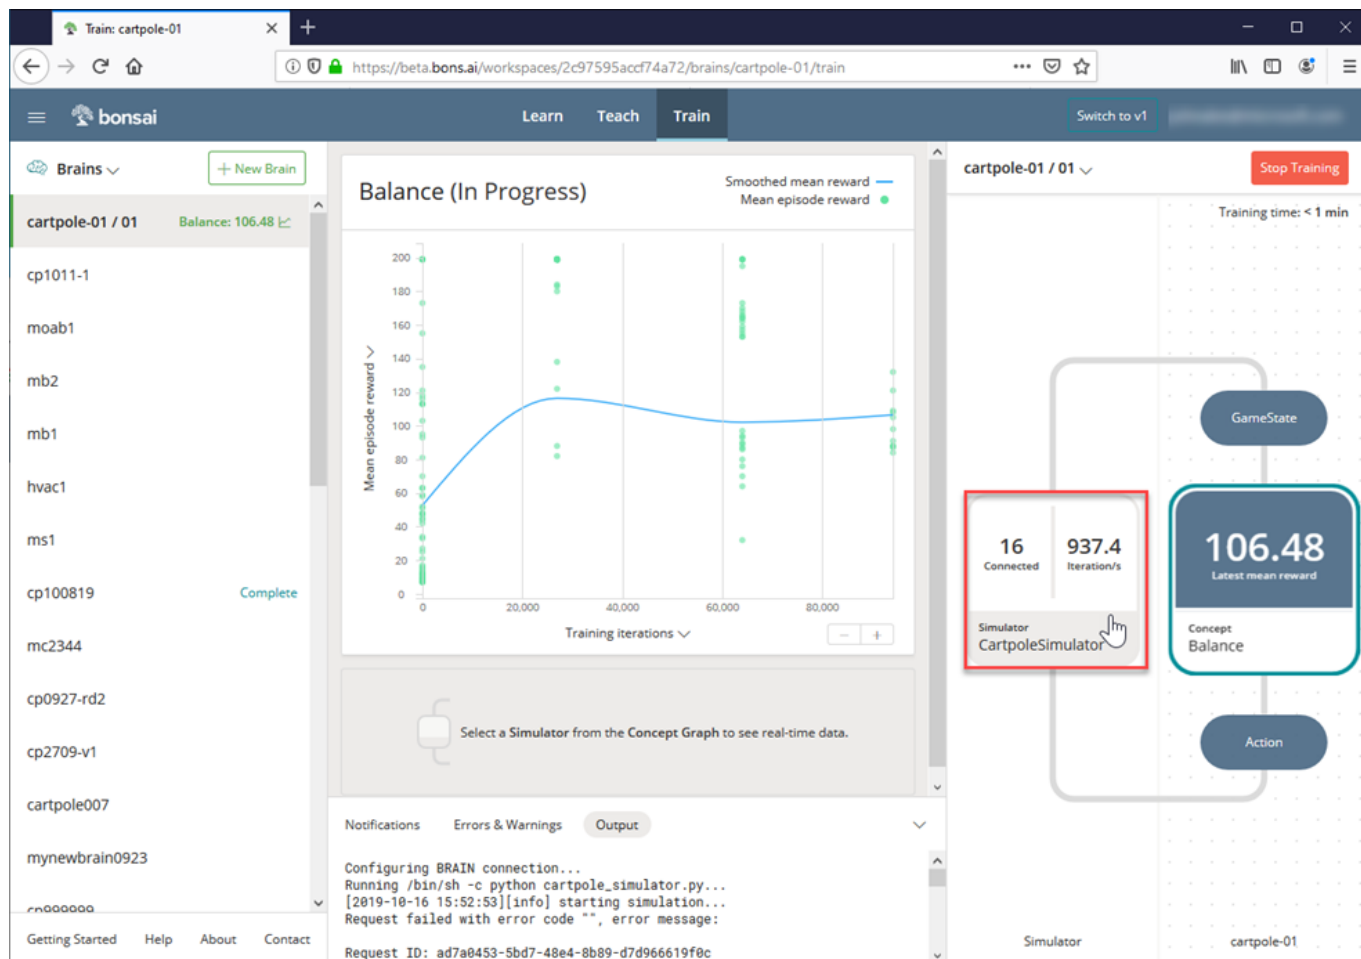 Train: cartpole-01
https://beta.bons.ai/workspaces/2c97595accf74a72/brains/cartpole-01/train
bonsai
Learn Teach Train
Switch to v1
Brains
+ New Brain
cartpole-01 / 01 Balance: 106.48
cp1011-1
moab1
mb2
mb1
hvac1
ms1
cp100819 Complete
mc2344
cp0927-rd2
cp2709-v1
cartpole007
mynewbrain0923
cp999999
Getting Started Help About Contact
Balance (In Progress)
Smoothed mean reward
Mean episode reward
200
180
160
140
120
100
80
60
40
20
0
Mean episode reward
0 20,000 40,000 60,000 80,000
Training iterations
− +
Select a Simulator from the Concept Graph to see real-time data.
Notifications Errors & Warnings Output
Configuring BRAIN connection...
Running /bin/sh -c python cartpole_simulator.py...
[2019-10-16 15:52:53][info] starting simulation...
Request failed with error code "", error message:
Request ID: ad7a0453-5bd7-48e4-8b89-d7d966619f0c
cartpole-01 / 01
Stop Training
Training time: < 1 min
GameState
16 937.4
Connected Iteration/s
Simulator
CartpoleSimulator
106.48
Latest mean reward
Concept
Balance
Action
Simulator cartpole-01